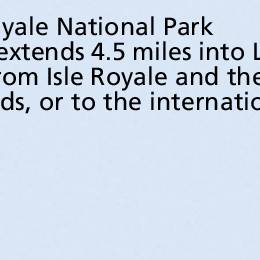 yale National Park
extends 4.5 miles into L
rom Isle Royale and the
ds, or to the internatio